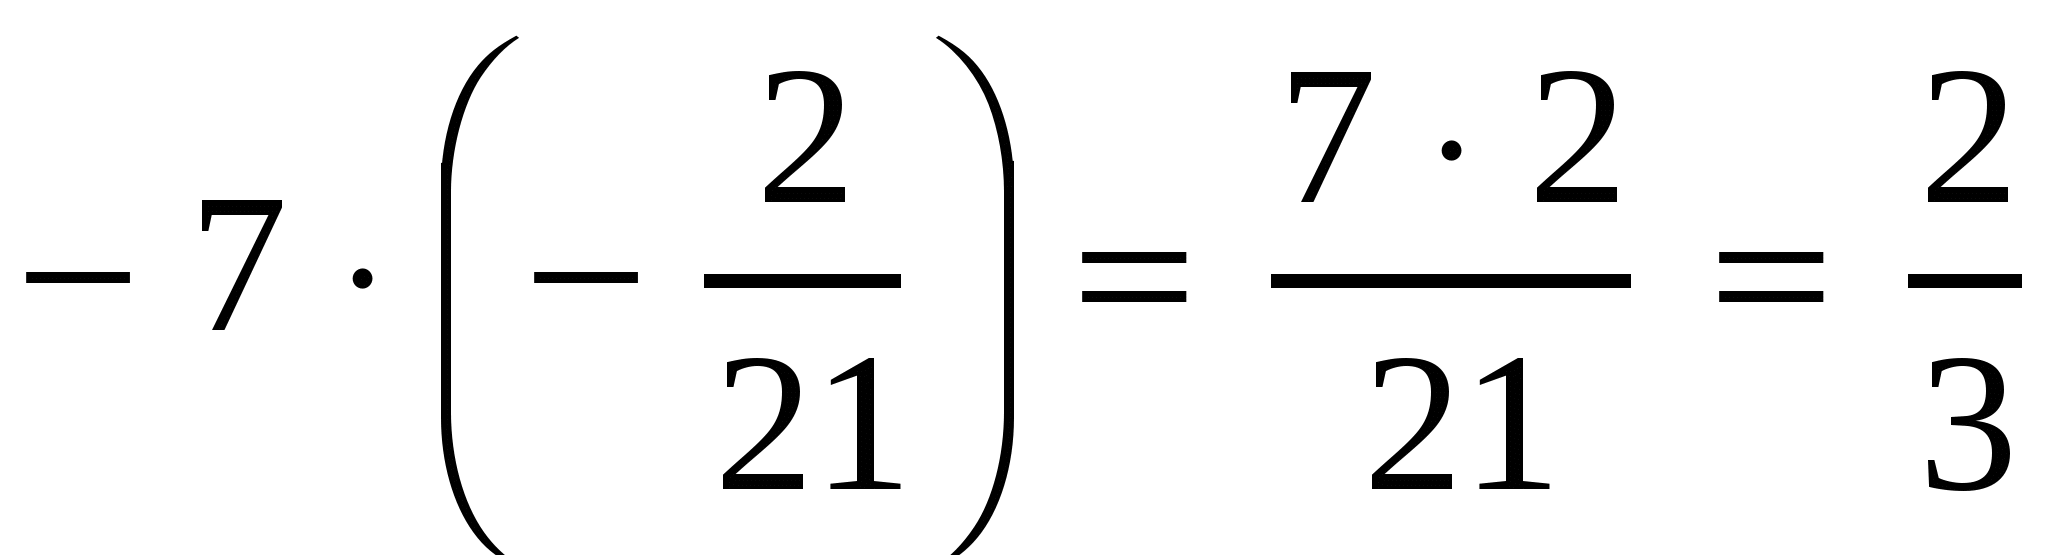 − 7 · (− 2/21) = 7 · 2/21 = 2/3